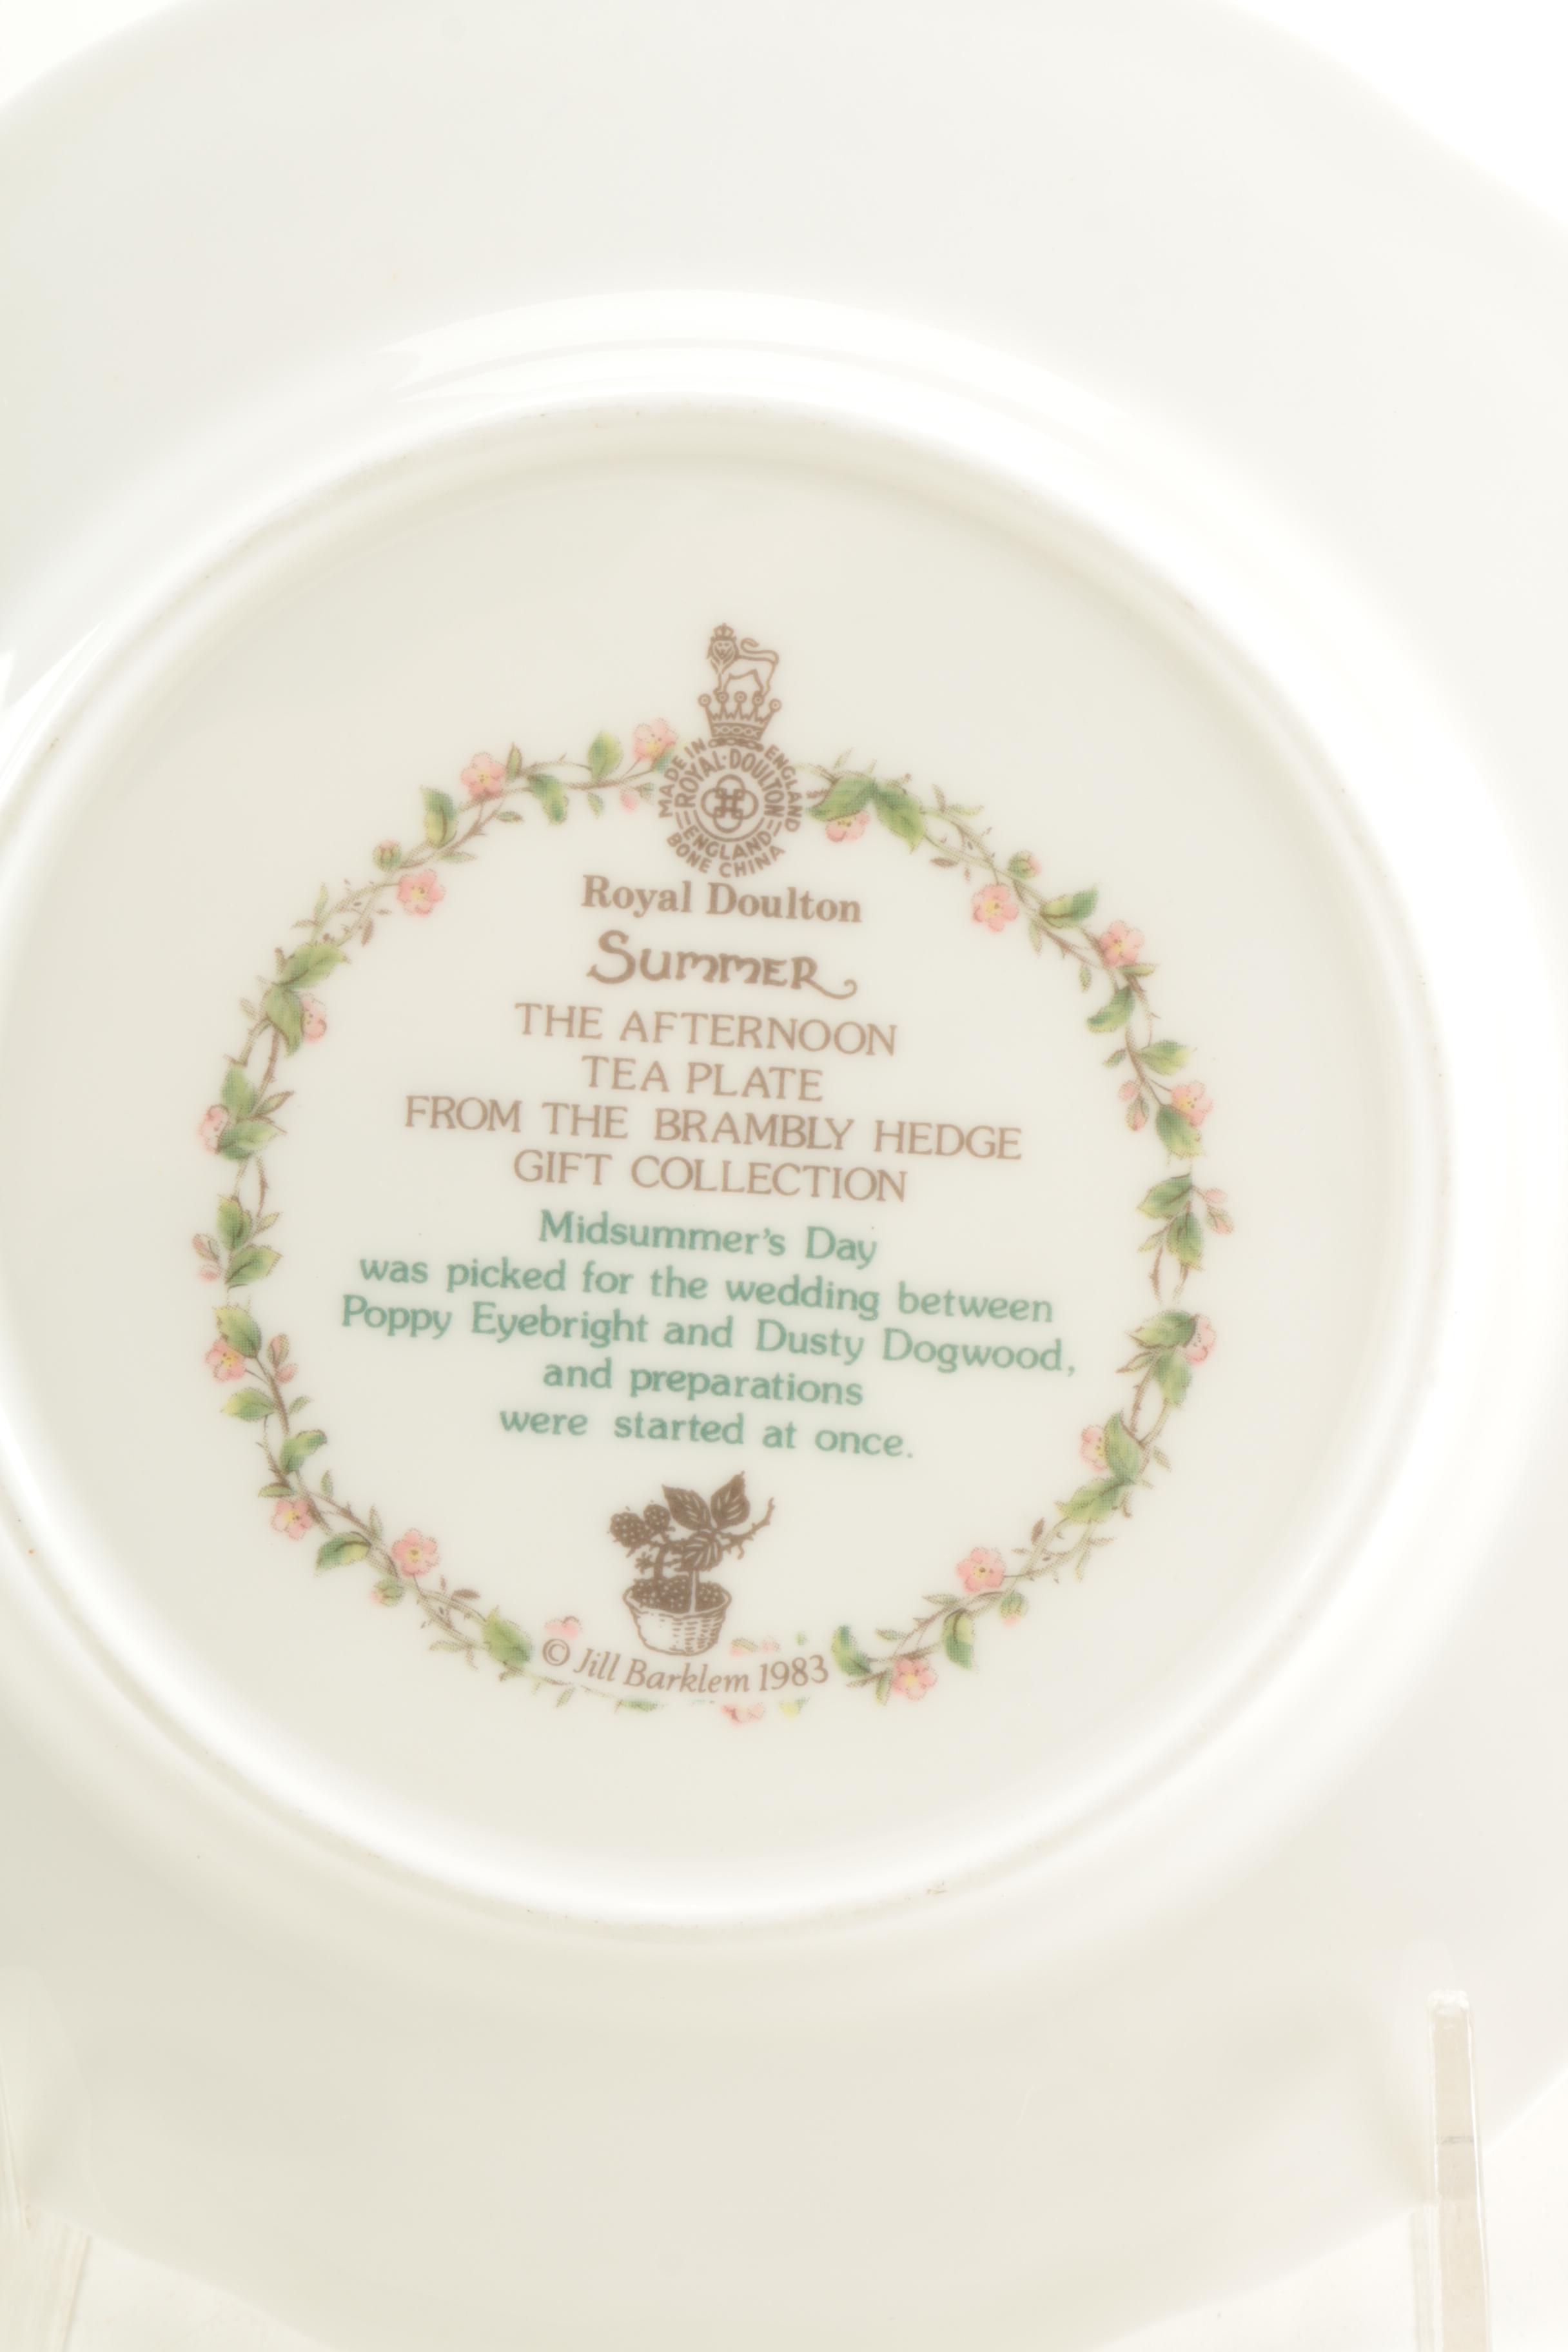 MADE IN ENGLAND
ROYAL·DOULTON
ENGLAND
BONE CHINA
Royal Doulton
Summer
THE AFTERNOON
TEA PLATE
FROM THE BRAMBLY HEDGE
GIFT COLLECTION
Midsummer's Day
was picked for the wedding between
Poppy Eyebright and Dusty Dogwood,
and preparations
were started at once.
© Jill Barklem 1983